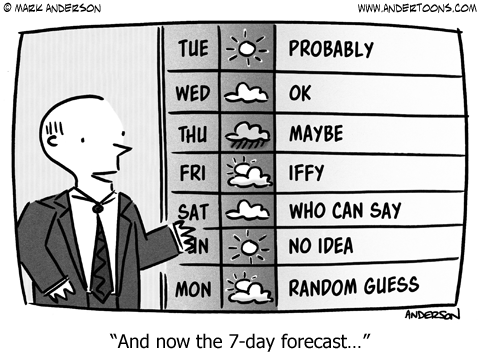 © MARK ANDERSON
WWW.ANDERTOONS.COM
TUE PROBABLY
WED OK
THU MAYBE
FRI IFFY
SAT WHO CAN SAY
UN NO IDEA
MON RANDOM GUESS
ANDERSON
“And now the 7-day forecast...”